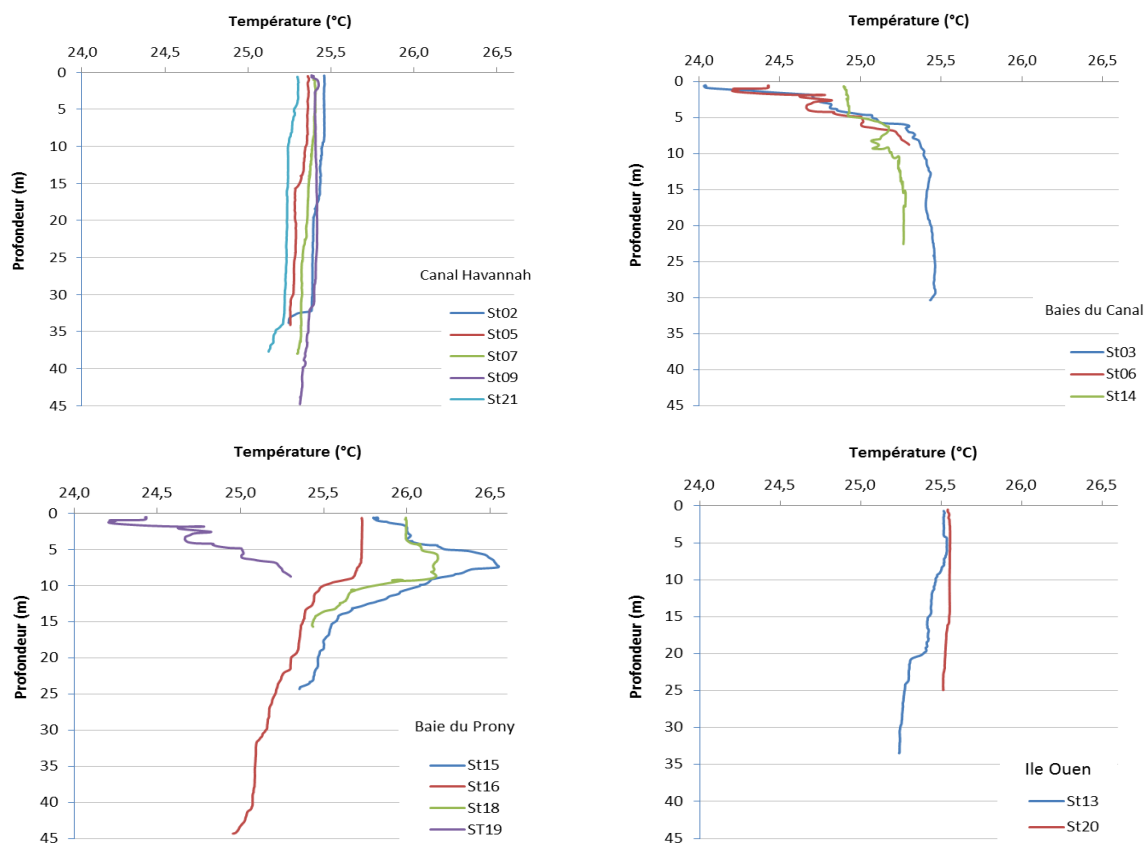 Température (°C)
24,0 24,5 25,0 25,5 26,0 26,5
Profondeur (m)
0
5
10
15
20
25
30
35
40
45
Canal Havannah
St02
St05
St07
St09
St21
Température (°C)
24,0 24,5 25,0 25,5 26,0 26,5
Profondeur (m)
0
5
10
15
20
25
30
35
40
45
Baies du Canal
St03
St06
St14
Température (°C)
24,0 24,5 25,0 25,5 26,0 26,5
Profondeur (m)
0
5
10
15
20
25
30
35
40
45
Baie du Prony
St15
St16
St18
ST19
Température (°C)
24,0 24,5 25,0 25,5 26,0 26,5
Profondeur (m)
0
5
10
15
20
25
30
35
40
45
Ile Ouen
St13
St20